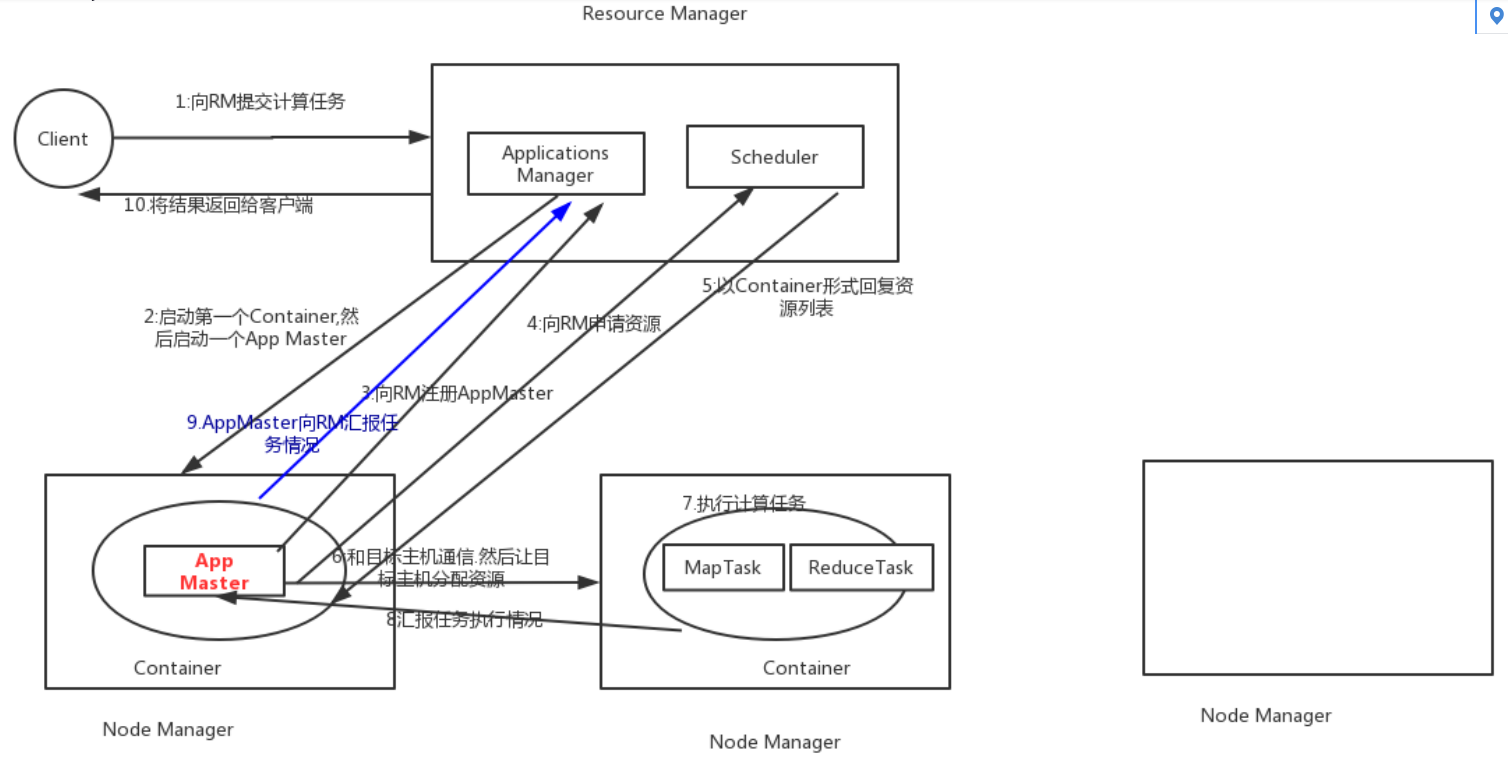 Resource Manager
1:向RM提交计算任务
Client
Applications
Manager
Scheduler
10.将结果返回给客户端
5:以Container形式回复资
源列表
2:启动第一个Container,然
后启动一个App Master
4:向RM申请资源
3:向RM注册AppMaster
9.AppMaster向RM汇报任
务情况
7.执行计算任务
App
Master
6:和目标主机通信.然后让目
标主机分配资源
MapTask
ReduceTask
8汇报任务执行情况
Container
Container
Node Manager
Node Manager
Node Manager